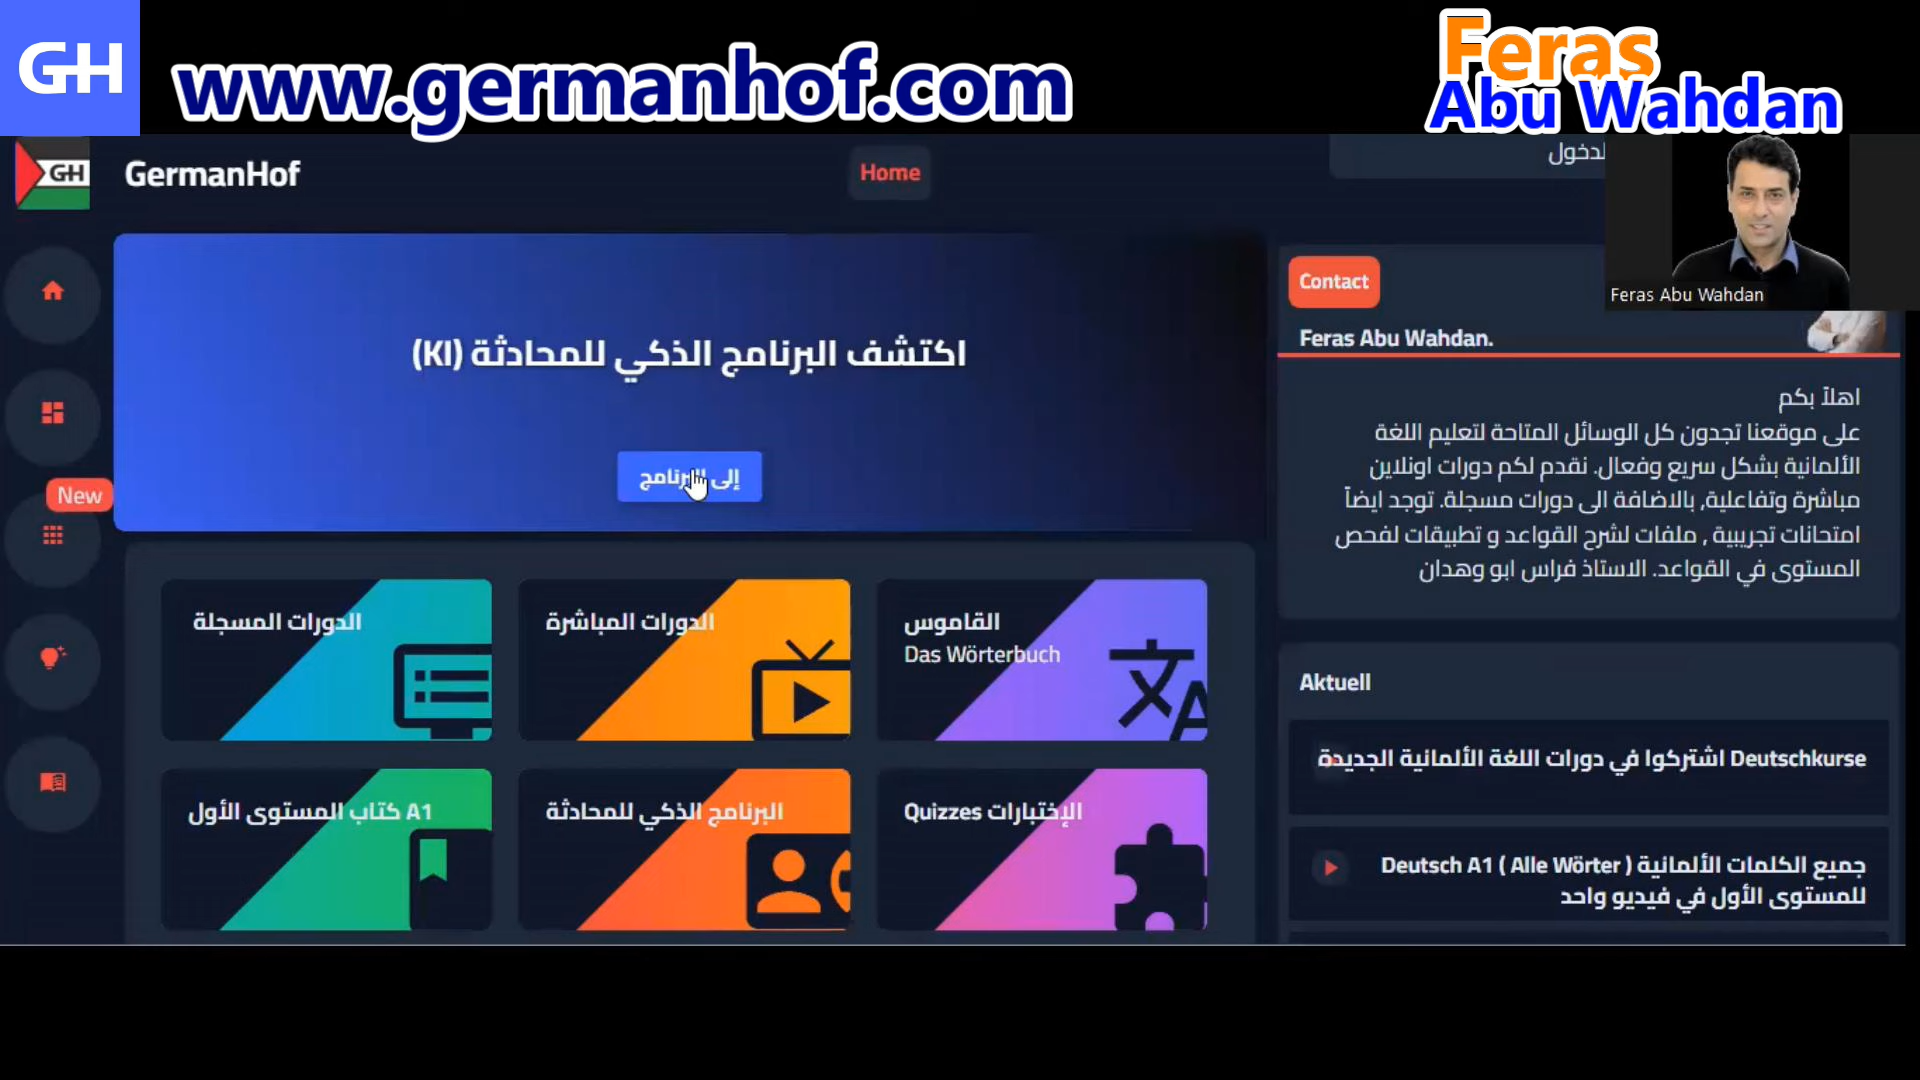 GH
www.germanhof.com
Feras
Abu Wahdan
GH
GermanHof
Home
Feras Abu Wahdan
New
اكتشف البرنامج الذكي للمحادثة (KI)
إلى البرنامج
Contact
Feras Abu Wahdan.
اهلاً بكم
على موقعنا تجدون كل الوسائل المتاحة لتعليم اللغة
الألمانية بشكل سريع وفعال. نقدم لكم دورات اونلاين
مباشرة وتفاعلية, بالاضافة الى دورات مسجلة. توجد ايضاً
امتحانات تجريبية , ملفات لشرح القواعد و تطبيقات لفحص
المستوى في القواعد. الاستاذ فراس ابو وهدان
الدورات المسجلة
الدورات المباشرة
القاموس
Das Wörterbuch
A1 كتاب المستوى الأول
البرنامج الذكي للمحادثة
الإختبارات Quizzes
Aktuell
Deutschkurse اشتركوا في دورات اللغة الألمانية الجديدة
جميع الكلمات الألمانية Deutsch A1 ( Alle Wörter )
للمستوى الأول في فيديو واحد